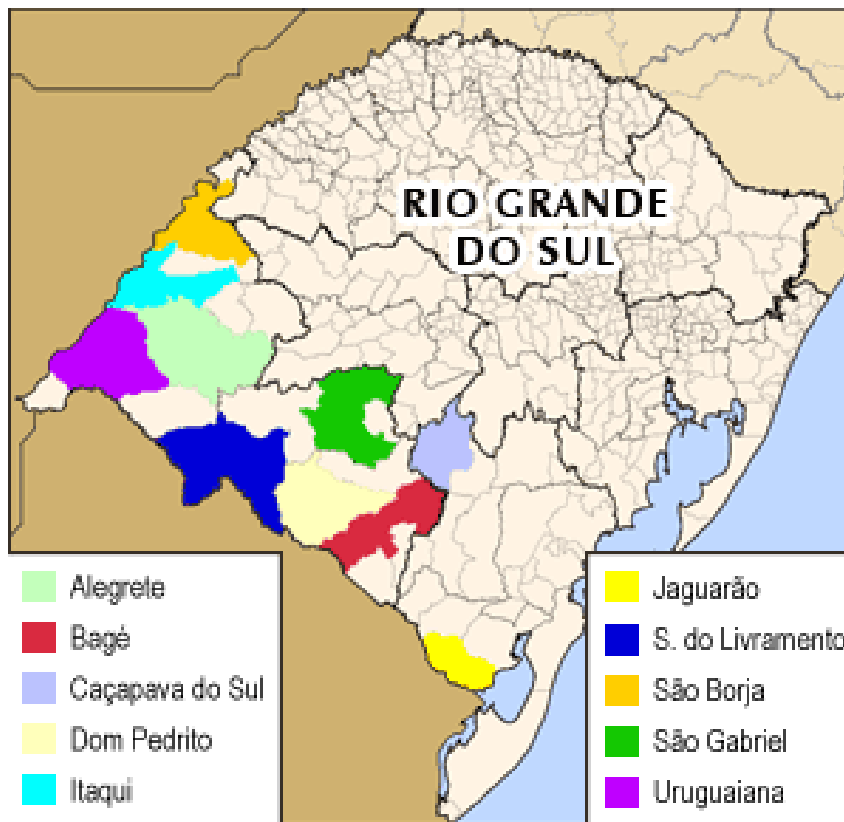 RIO GRANDE
DO SUL
Alegrete
Bagé
Caçapava do Sul
Dom Pedrito
Itaqui
Jaguarão
S. do Livramento
São Borja
São Gabriel
Uruguaiana